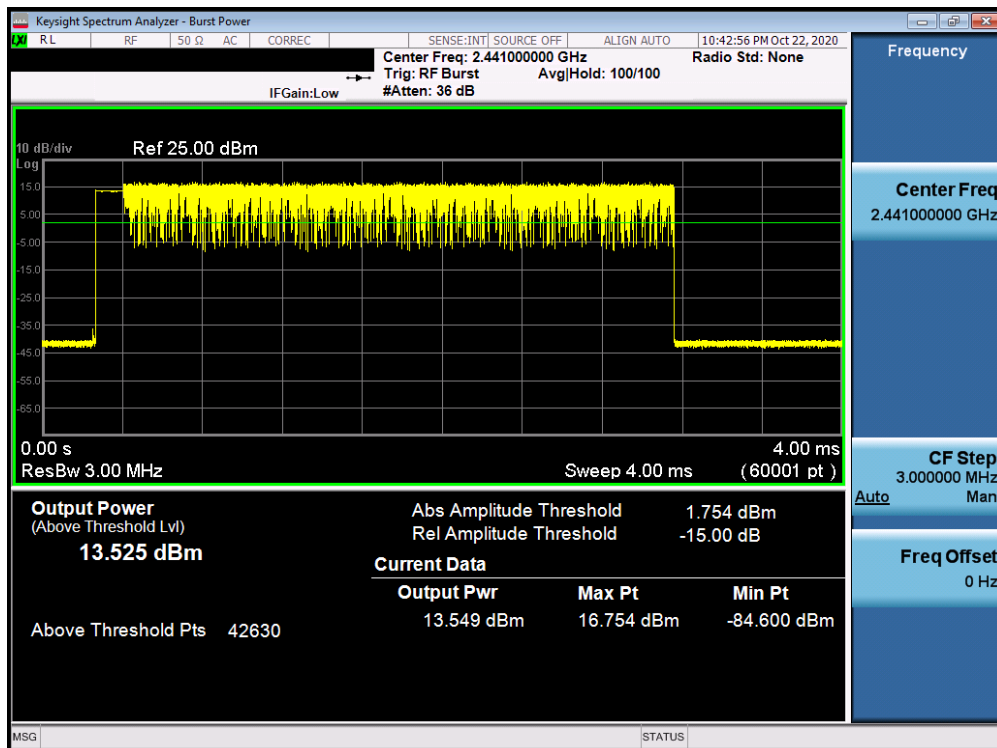 Keysight Spectrum Analyzer - Burst Power
LXI RL RF 50 Ω AC CORREC SENSE:INT SOURCE OFF ALIGN AUTO 10:42:56 PM Oct 22, 2020
Center Freq: 2.441000000 GHz Radio Std: None
Trig: RF Burst Avg|Hold: 100/100
IFGain:Low #Atten: 36 dB
10 dB/div Ref 25.00 dBm
Log
15.0
5.00
-5.00
-15.0
-25.0
-35.0
-45.0
-55.0
-65.0
0.00 s 4.00 ms
ResBw 3.00 MHz Sweep 4.00 ms (60001 pt)
Output Power
(Above Threshold Lvl)
13.525 dBm
Above Threshold Pts 42630
Abs Amplitude Threshold 1.754 dBm
Rel Amplitude Threshold -15.00 dB
Current Data
Output Pwr Max Pt Min Pt
13.549 dBm 16.754 dBm -84.600 dBm
Frequency
Center Freq
2.441000000 GHz
CF Step
3.000000 MHz
Auto Man
Freq Offset
0 Hz
MSG STATUS